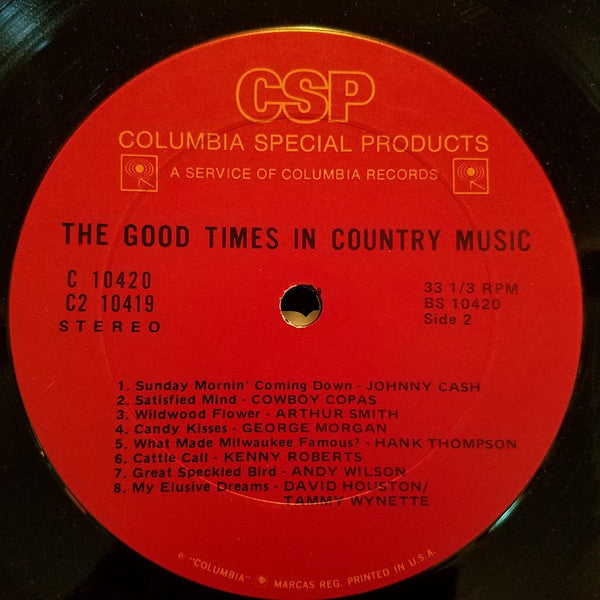 CSP
COLUMBIA SPECIAL PRODUCTS
A SERVICE OF COLUMBIA RECORDS
THE GOOD TIMES IN COUNTRY MUSIC
C 10420
C2 10419
STEREO
33 1/3 RPM
BS 10420
Side 2
1. Sunday Mornin' Coming Down - JOHNNY CASH
2. Satisfied Mind - COWBOY COPAS
3. Wildwood Flower - ARTHUR SMITH
4. Candy Kisses - GEORGE MORGAN
5. What Made Milwaukee Famous? - HANK THOMPSON
6. Cattle Call - KENNY ROBERTS
7. Great Speckled Bird - ANDY WILSON
8. My Elusive Dreams - DAVID HOUSTON/
TAMMY WYNETTE
"COLUMBIA" MARCAS REG. PRINTED IN U.S.A.